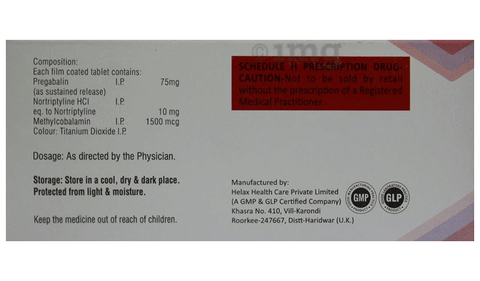 1mg
Composition:
Each film coated tablet contains:
Pregabalin I.P. 75mg
(as sustained release)
Nortriptyline HCl I.P.
eq. to Nortriptyline 10 mg
Methylcobalamin I.P. 1500 mcg
Colour: Titanium Dioxide I.P.
Dosage: As directed by the Physician.
Storage: Store in a cool, dry & dark place.
Protected from light & moisture.
Keep the medicine out of reach of children.
SCHEDULE H PRESCRIPTION DRUG-
CAUTION-Not to be sold by retail
without the prescription of a Registered
Medical Practitioner.
Manufactured by:
Helax Health Care Private Limited
(A GMP & GLP Certified Company)
Khasra No. 410, Vill-Karondi
Roorkee-247667, Distt-Haridwar (U.K.)
GMP
GLP